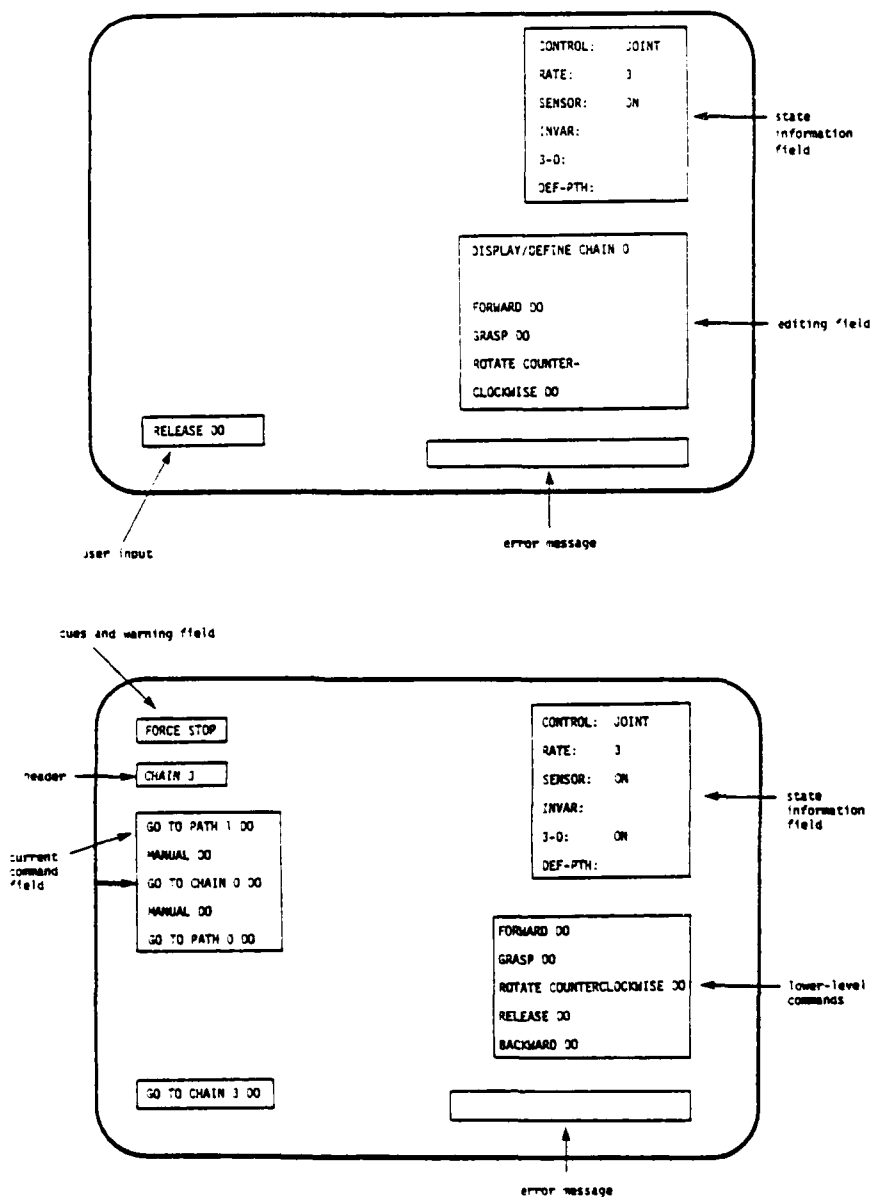 CONTROL: JOINT
RATE: 3
SENSOR: ON
INVAR:
3-D:
DEF-PTH:
state
information
field
DISPLAY/DEFINE CHAIN 0
FORWARD DO
GRASP DO
ROTATE COUNTER-
CLOCKWISE DO
editing field
RELEASE DO
user input
error message
cues and warning field
FORCE STOP
header
CHAIN 3
current
command
field
GO TO PATH 1 DO
MANUAL DO
GO TO CHAIN 0 DO
MANUAL DO
GO TO PATH 0 DO
CONTROL: JOINT
RATE: 3
SENSOR: ON
INVAR:
3-D: ON
DEF-PTH:
state
information
field
FORWARD DO
GRASP DO
ROTATE COUNTERCLOCKWISE DO
RELEASE DO
BACKWARD DO
lower-level
commands
GO TO CHAIN 3 DO
error message